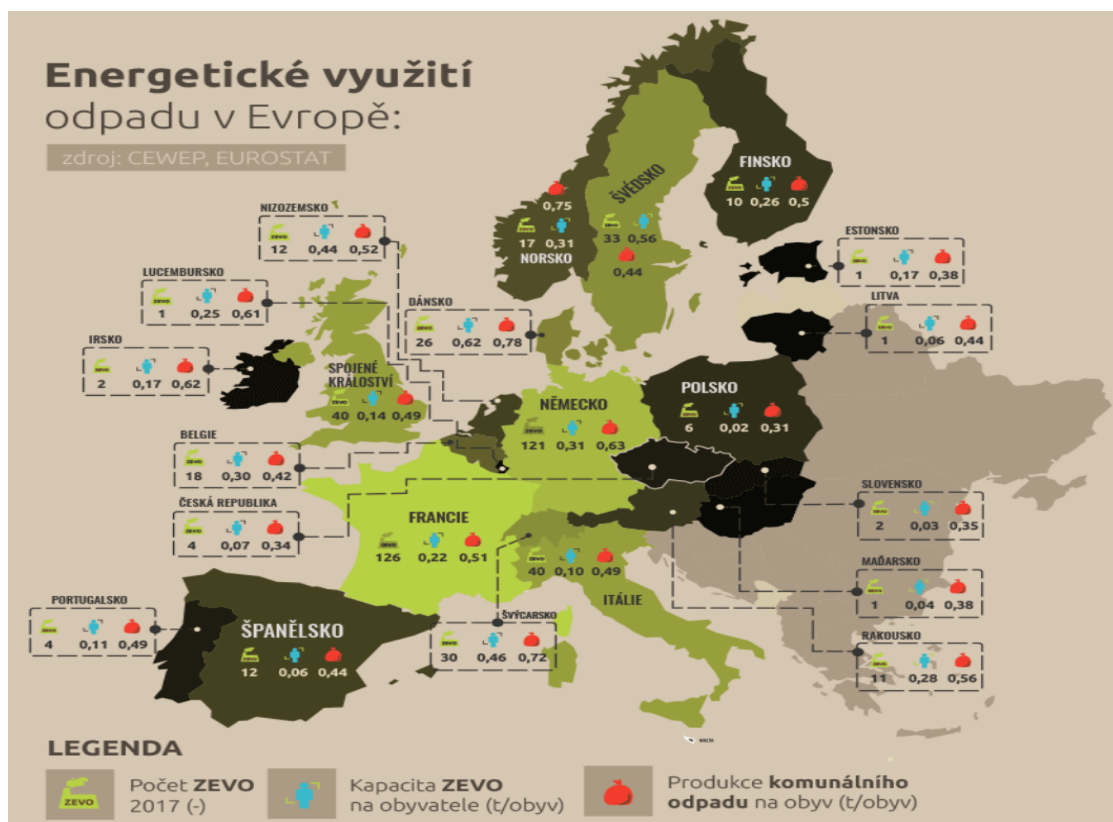 Energetické využití
odpadu v Evropě:
zdroj: CEWEP, EUROSTAT
NIZOZEMSKO
ZEVO
12 0,44 0,52
LUCEMBURSKO
ZEVO
1 0,25 0,61
IRSKO
ZEVO
2 0,17 0,62
SPOJENÉ
KRÁLOVSTVÍ
ZEVO
40 0,14 0,49
BELGIE
ZEVO
18 0,30 0,42
ČESKÁ REPUBLIKA
ZEVO
4 0,07 0,34
PORTUGALSKO
ZEVO
4 0,11 0,49
ŠPANĚLSKO
ZEVO
12 0,06 0,44
FRANCIE
ZEVO
126 0,22 0,51
ŠVÝCARSKO
ZEVO
30 0,46 0,72
ZEVO
40 0,10 0,49
ITÁLIE
NĚMECKO
ZEVO
121 0,31 0,63
DÁNSKO
ZEVO
26 0,62 0,78
0,75
ZEVO
17 0,31
NORSKO
ŠVÉDSKO
ZEVO
33 0,56
0,44
FINSKO
ZEVO
10 0,26 0,5
ESTONSKO
ZEVO
1 0,17 0,38
LITVA
ZEVO
1 0,06 0,44
POLSKO
ZEVO
6 0,02 0,31
SLOVENSKO
ZEVO
2 0,03 0,35
MAĎARSKO
ZEVO
1 0,04 0,38
RAKOUSKO
ZEVO
11 0,28 0,56
MALTA
LEGENDA
ZEVO
Počet ZEVO
2017 (-)
Kapacita ZEVO
na obyvatele (t/obyv)
Produkce komunálního
odpadu na obyv (t/obyv)